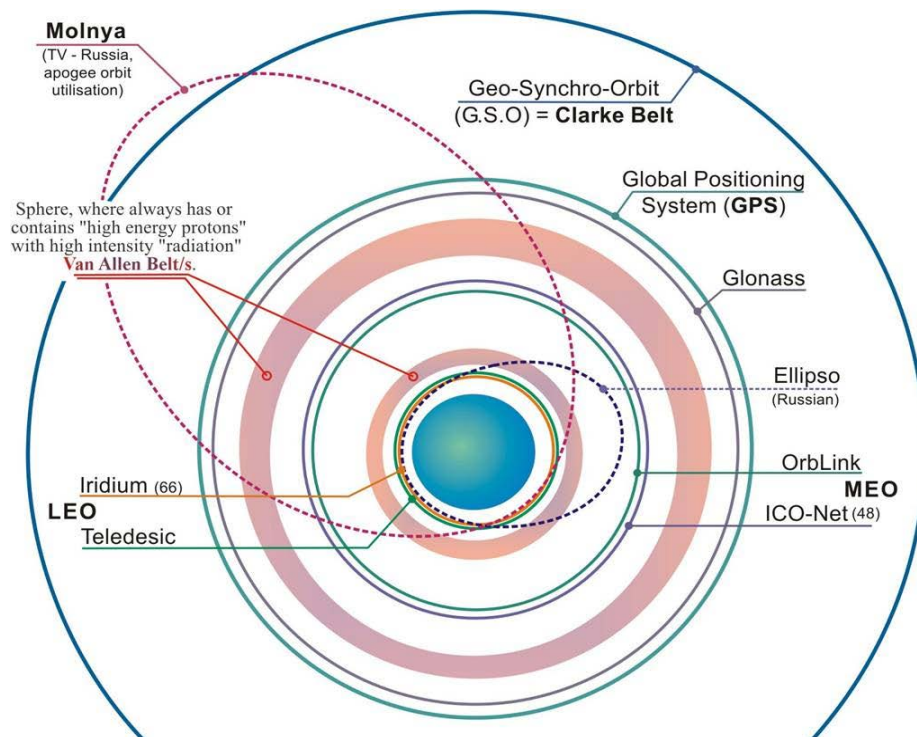 Molnya
(TV - Russia,
apogee orbit
utilisation)
Geo-Synchro-Orbit
(G.S.O) = Clarke Belt
Global Positioning
System (GPS)
Sphere, where always has or
contains "high energy protons"
with high intensity "radiation"
Van Allen Belt/s.
Glonass
Ellipso
(Russian)
Iridium (66)
LEO
Teledesic
OrbLink
MEO
ICO-Net (48)